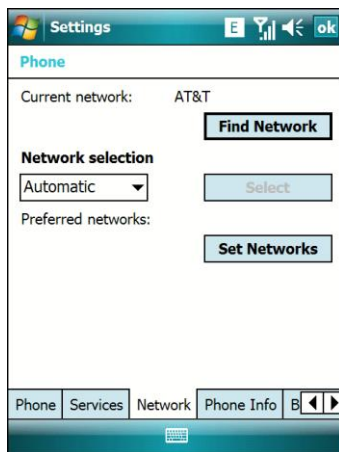 Settings E ok
Phone
Current network: AT&T
Find Network
Network selection
Automatic Select
Preferred networks:
Set Networks
Phone Services Network Phone Info B